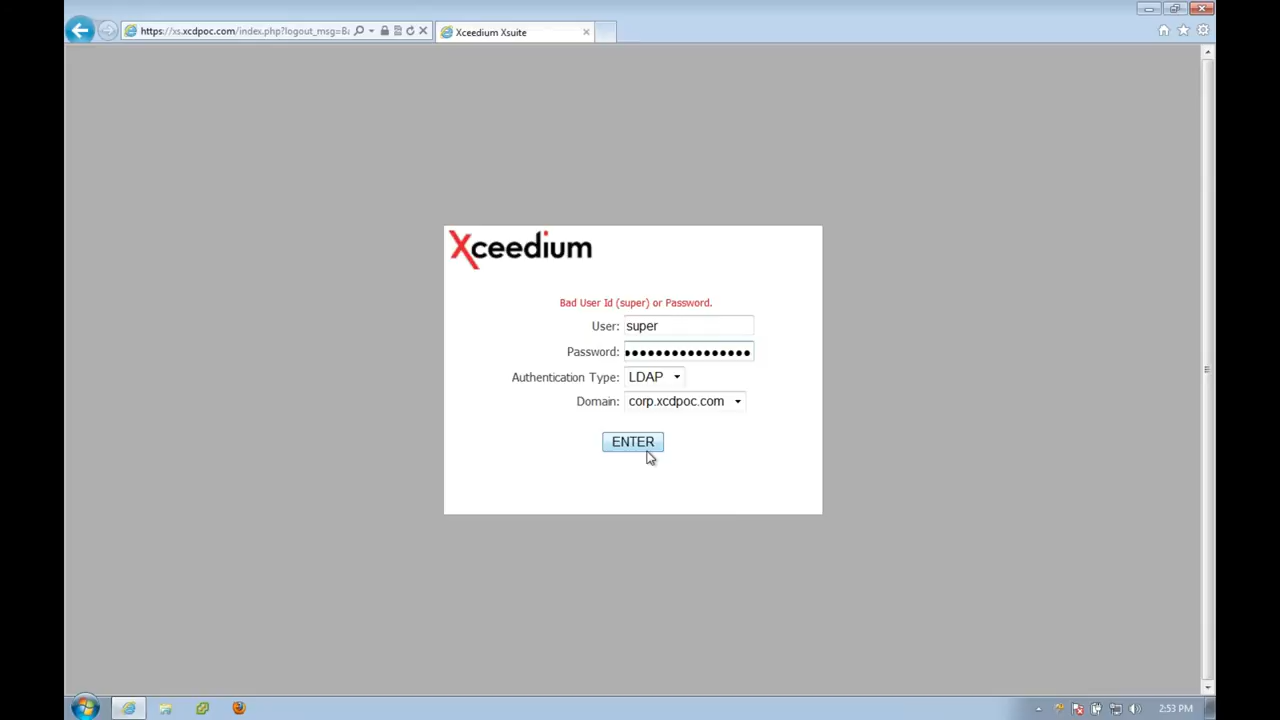 https://xs.xcdpoc.com/index.php?logout_msg=Ba
Xceedium Xsuite
Xceedium
Bad User Id (super) or Password.
User: super
Password: ●●●●●●●●●●●●●●●●
Authentication Type: LDAP
Domain: corp.xcdpoc.com
ENTER
2:53 PM